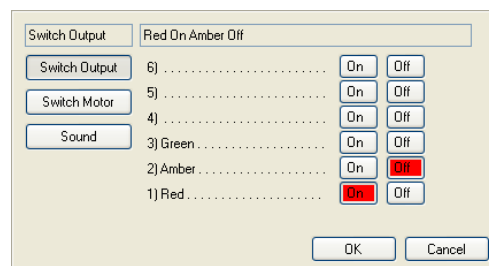 Switch Output Red On Amber Off
Switch Output 6) . . . . . . . . . . . . . . . . . . . . . . . . On Off
5) . . . . . . . . . . . . . . . . . . . . . . . . On Off
Switch Motor
4) . . . . . . . . . . . . . . . . . . . . . . . . On Off
Sound 3) Green . . . . . . . . . . . . . . . . . . . On Off
2) Amber . . . . . . . . . . . . . . . . . . . On Off
1) Red . . . . . . . . . . . . . . . . . . . . On Off
OK Cancel